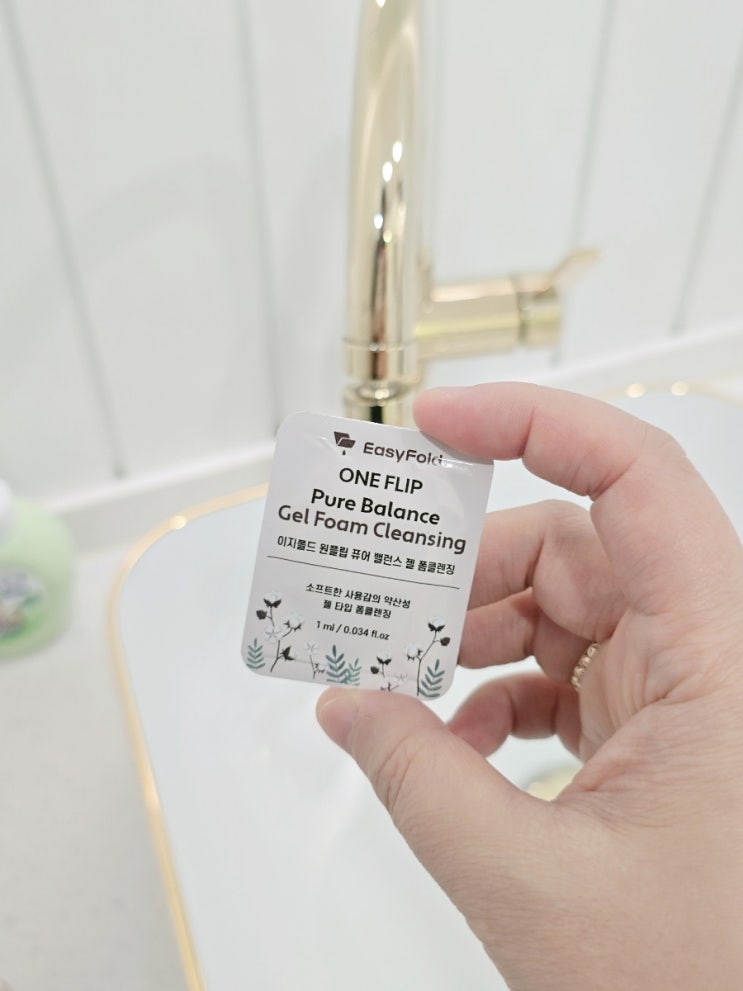 EasyFold
ONE FLIP
Pure Balance
Gel Foam Cleansing
이지폴드 원플립 퓨어 밸런스 젤 폼클렌징
소프트한 사용감의 약산성
젤 타입 폼클렌징
1 ml / 0.034 fl.oz